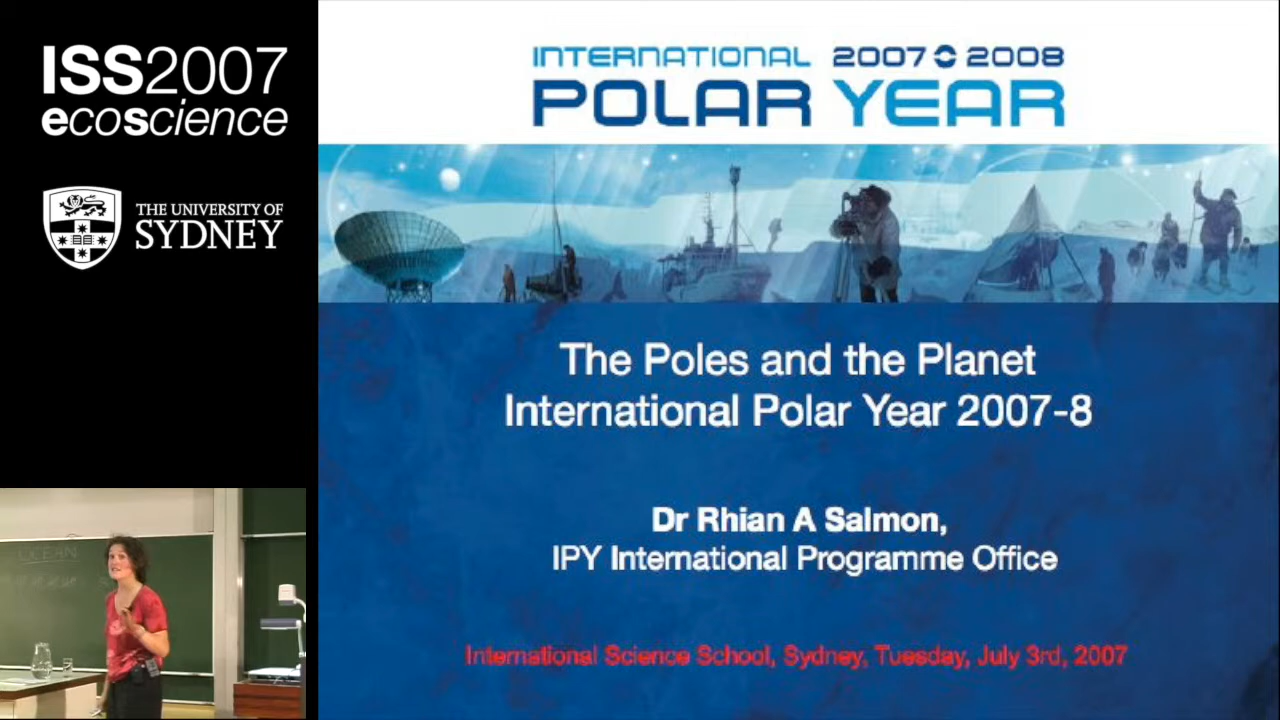 ISS2007
ecoscience
THE UNIVERSITY OF
SYDNEY
INTERNATIONAL 2007 2008
POLAR YEAR
The Poles and the Planet
International Polar Year 2007-8
Dr Rhian A Salmon,
IPY International Programme Office
International Science School, Sydney, Tuesday, July 3rd, 2007
OCEAN